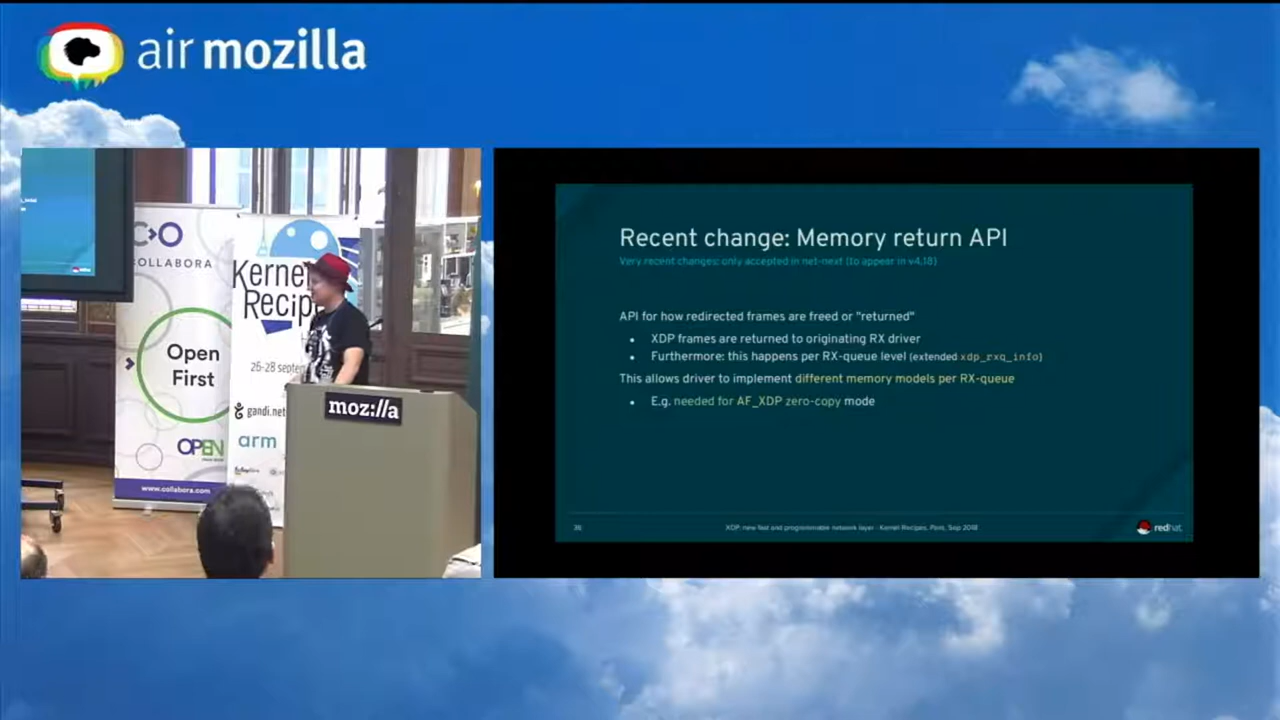 air mozilla
C>O
COLLABORA
Open
First
OPEN
www.collabora.com
Kernel
Recip
26-28 septem
gandi.net
arm
moz://a
Recent change: Memory return API
Very recent changes: only accepted in net-next (to appear in v4.18)
API for how redirected frames are freed or "returned"
• XDP frames are returned to originating RX driver
• Furthermore: this happens per RX-queue level (extended xdp_rxq_info)
This allows driver to implement different memory models per RX-queue
• E.g. needed for AF_XDP zero-copy mode
XDP: new fast and programmable network layer : Kernel Recipes, Paris, Sep 2018
redhat.